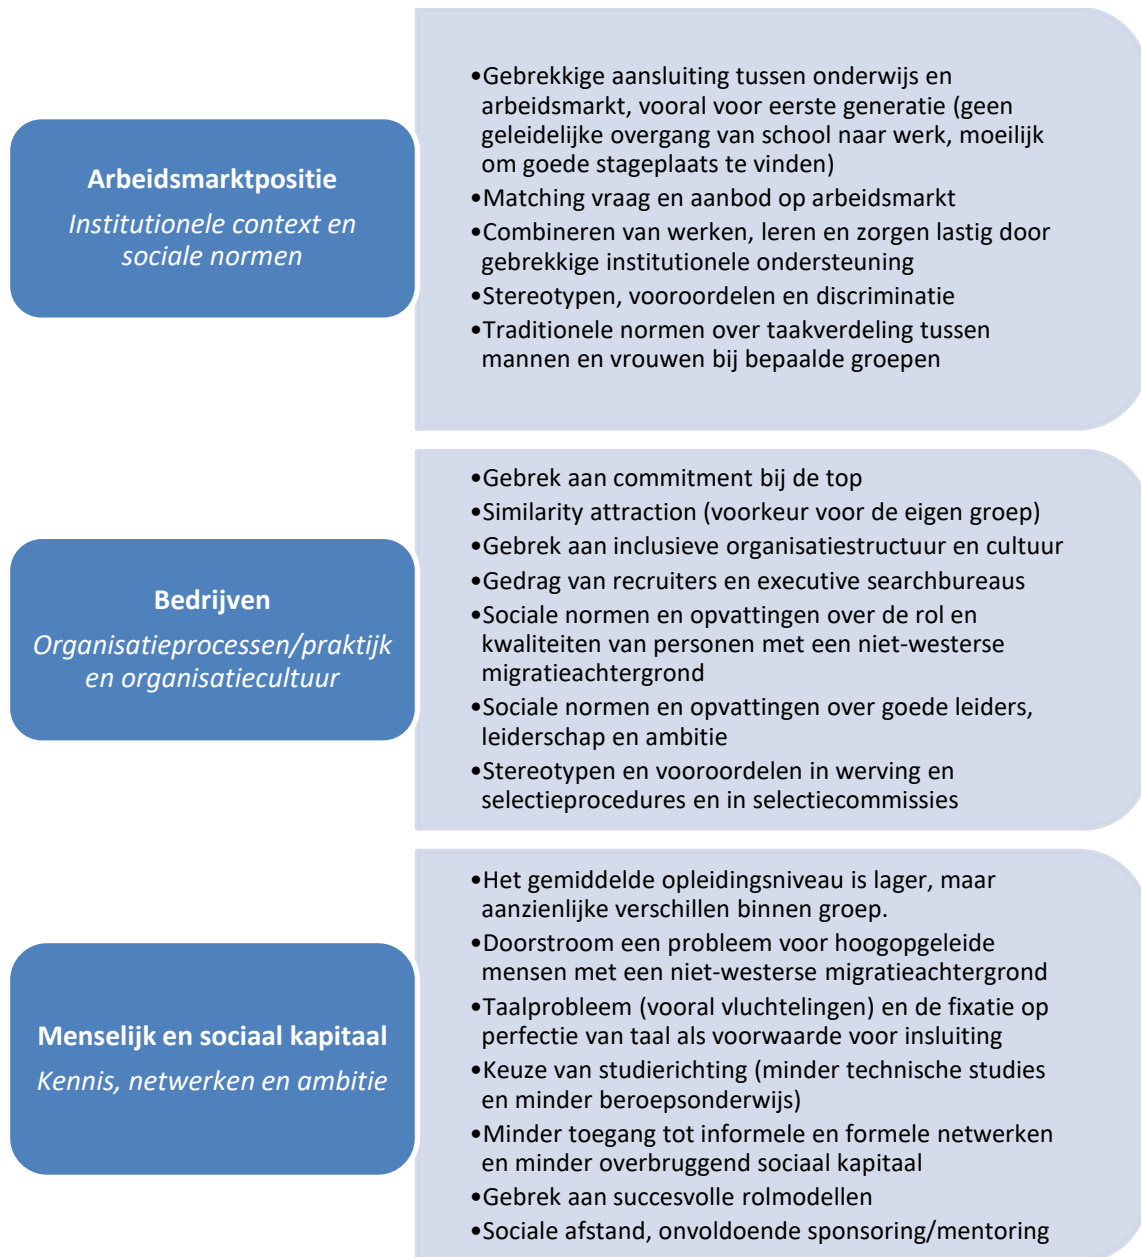 Arbeidsmarktpositie
Institutionele context en
sociale normen
•Gebrekkige aansluiting tussen onderwijs en
arbeidsmarkt, vooral voor eerste generatie (geen
geleidelijke overgang van school naar werk, moeilijk
om goede stageplaats te vinden)
•Matching vraag en aanbod op arbeidsmarkt
•Combineren van werken, leren en zorgen lastig door
gebrekkige institutionele ondersteuning
•Stereotypen, vooroordelen en discriminatie
•Traditionele normen over taakverdeling tussen
mannen en vrouwen bij bepaalde groepen
Bedrijven
Organisatieprocessen/praktijk
en organisatiecultuur
•Gebrek aan commitment bij de top
•Similarity attraction (voorkeur voor de eigen groep)
•Gebrek aan inclusieve organisatiestructuur en cultuur
•Gedrag van recruiters en executive searchbureaus
•Sociale normen en opvattingen over de rol en
kwaliteiten van personen met een niet-westerse
migratieachtergrond
•Sociale normen en opvattingen over goede leiders,
leiderschap en ambitie
•Stereotypen en vooroordelen in werving en
selectieprocedures en in selectiecommissies
Menselijk en sociaal kapitaal
Kennis, netwerken en ambitie
•Het gemiddelde opleidingsniveau is lager, maar
aanzienlijke verschillen binnen groep.
•Doorstroom een probleem voor hoogopgeleide
mensen met een niet-westerse migratieachtergrond
•Taalprobleem (vooral vluchtelingen) en de fixatie op
perfectie van taal als voorwaarde voor insluiting
•Keuze van studierichting (minder technische studies
en minder beroepsonderwijs)
•Minder toegang tot informele en formele netwerken
en minder overbruggend sociaal kapitaal
•Gebrek aan succesvolle rolmodellen
•Sociale afstand, onvoldoende sponsoring/mentoring